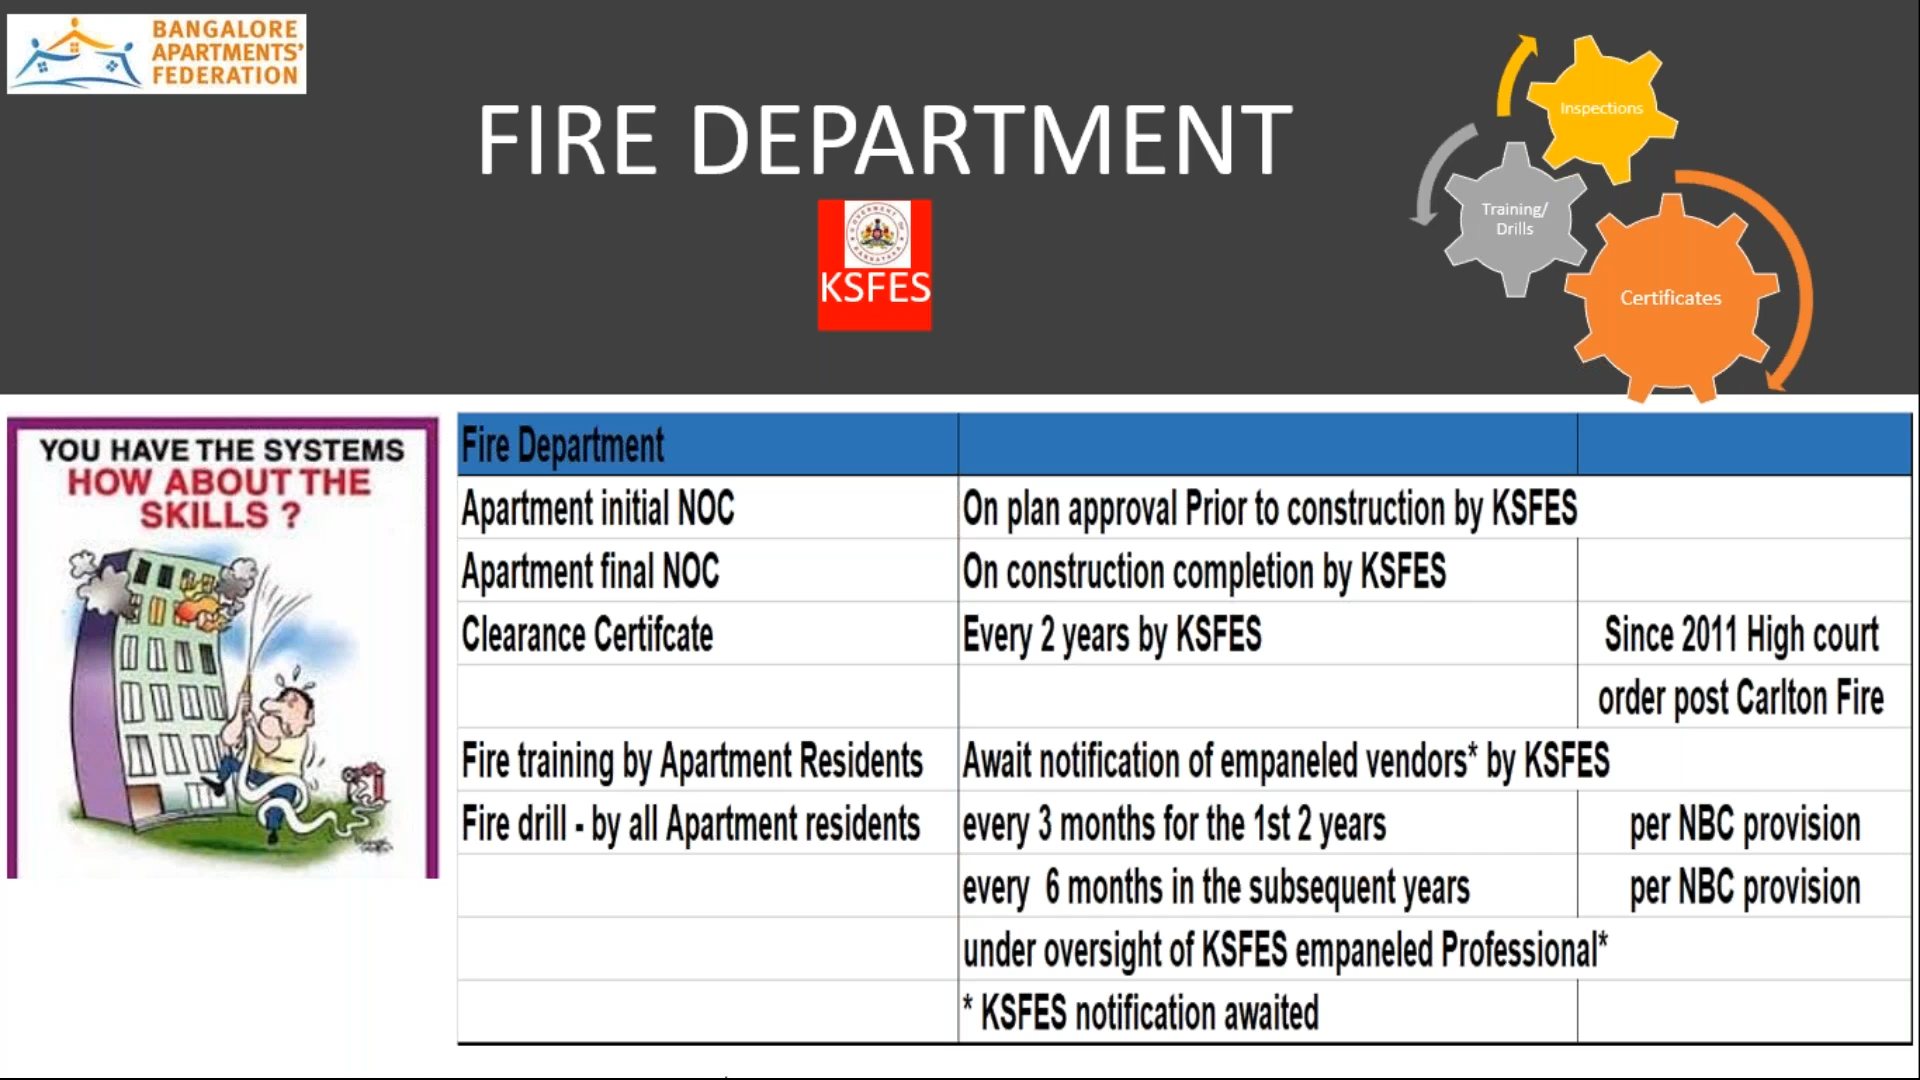 BANGALORE
APARTMENTS'
FEDERATION
FIRE DEPARTMENT
KSFES
Inspections
Training/
Drills
Certificates
YOU HAVE THE SYSTEMS
HOW ABOUT THE
SKILLS ?
Fire Department
Apartment initial NOC On plan approval Prior to construction by KSFES
Apartment final NOC On construction completion by KSFES
Clearance Certifcate Every 2 years by KSFES Since 2011 High court
order post Carlton Fire
Fire training by Apartment Residents Await notification of empaneled vendors* by KSFES
Fire drill - by all Apartment residents every 3 months for the 1st 2 years per NBC provision
every 6 months in the subsequent years per NBC provision
under oversight of KSFES empaneled Professional*
* KSFES notification awaited